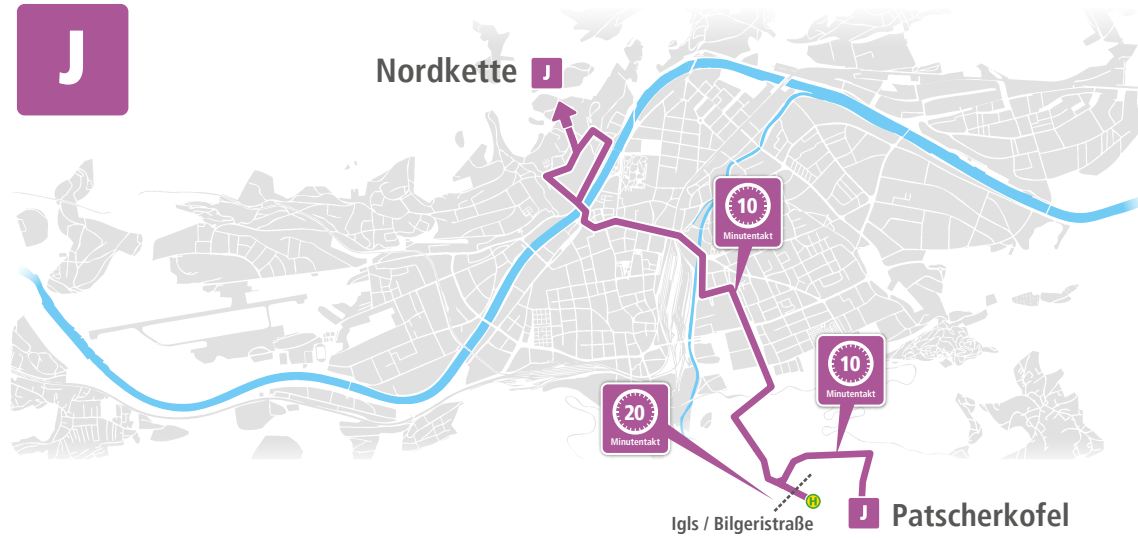 J
Nordkette J
10
Minutentakt
10
Minutentakt
20
Minutentakt
H
Igls / Bilgeristraße
J Patscherkofel